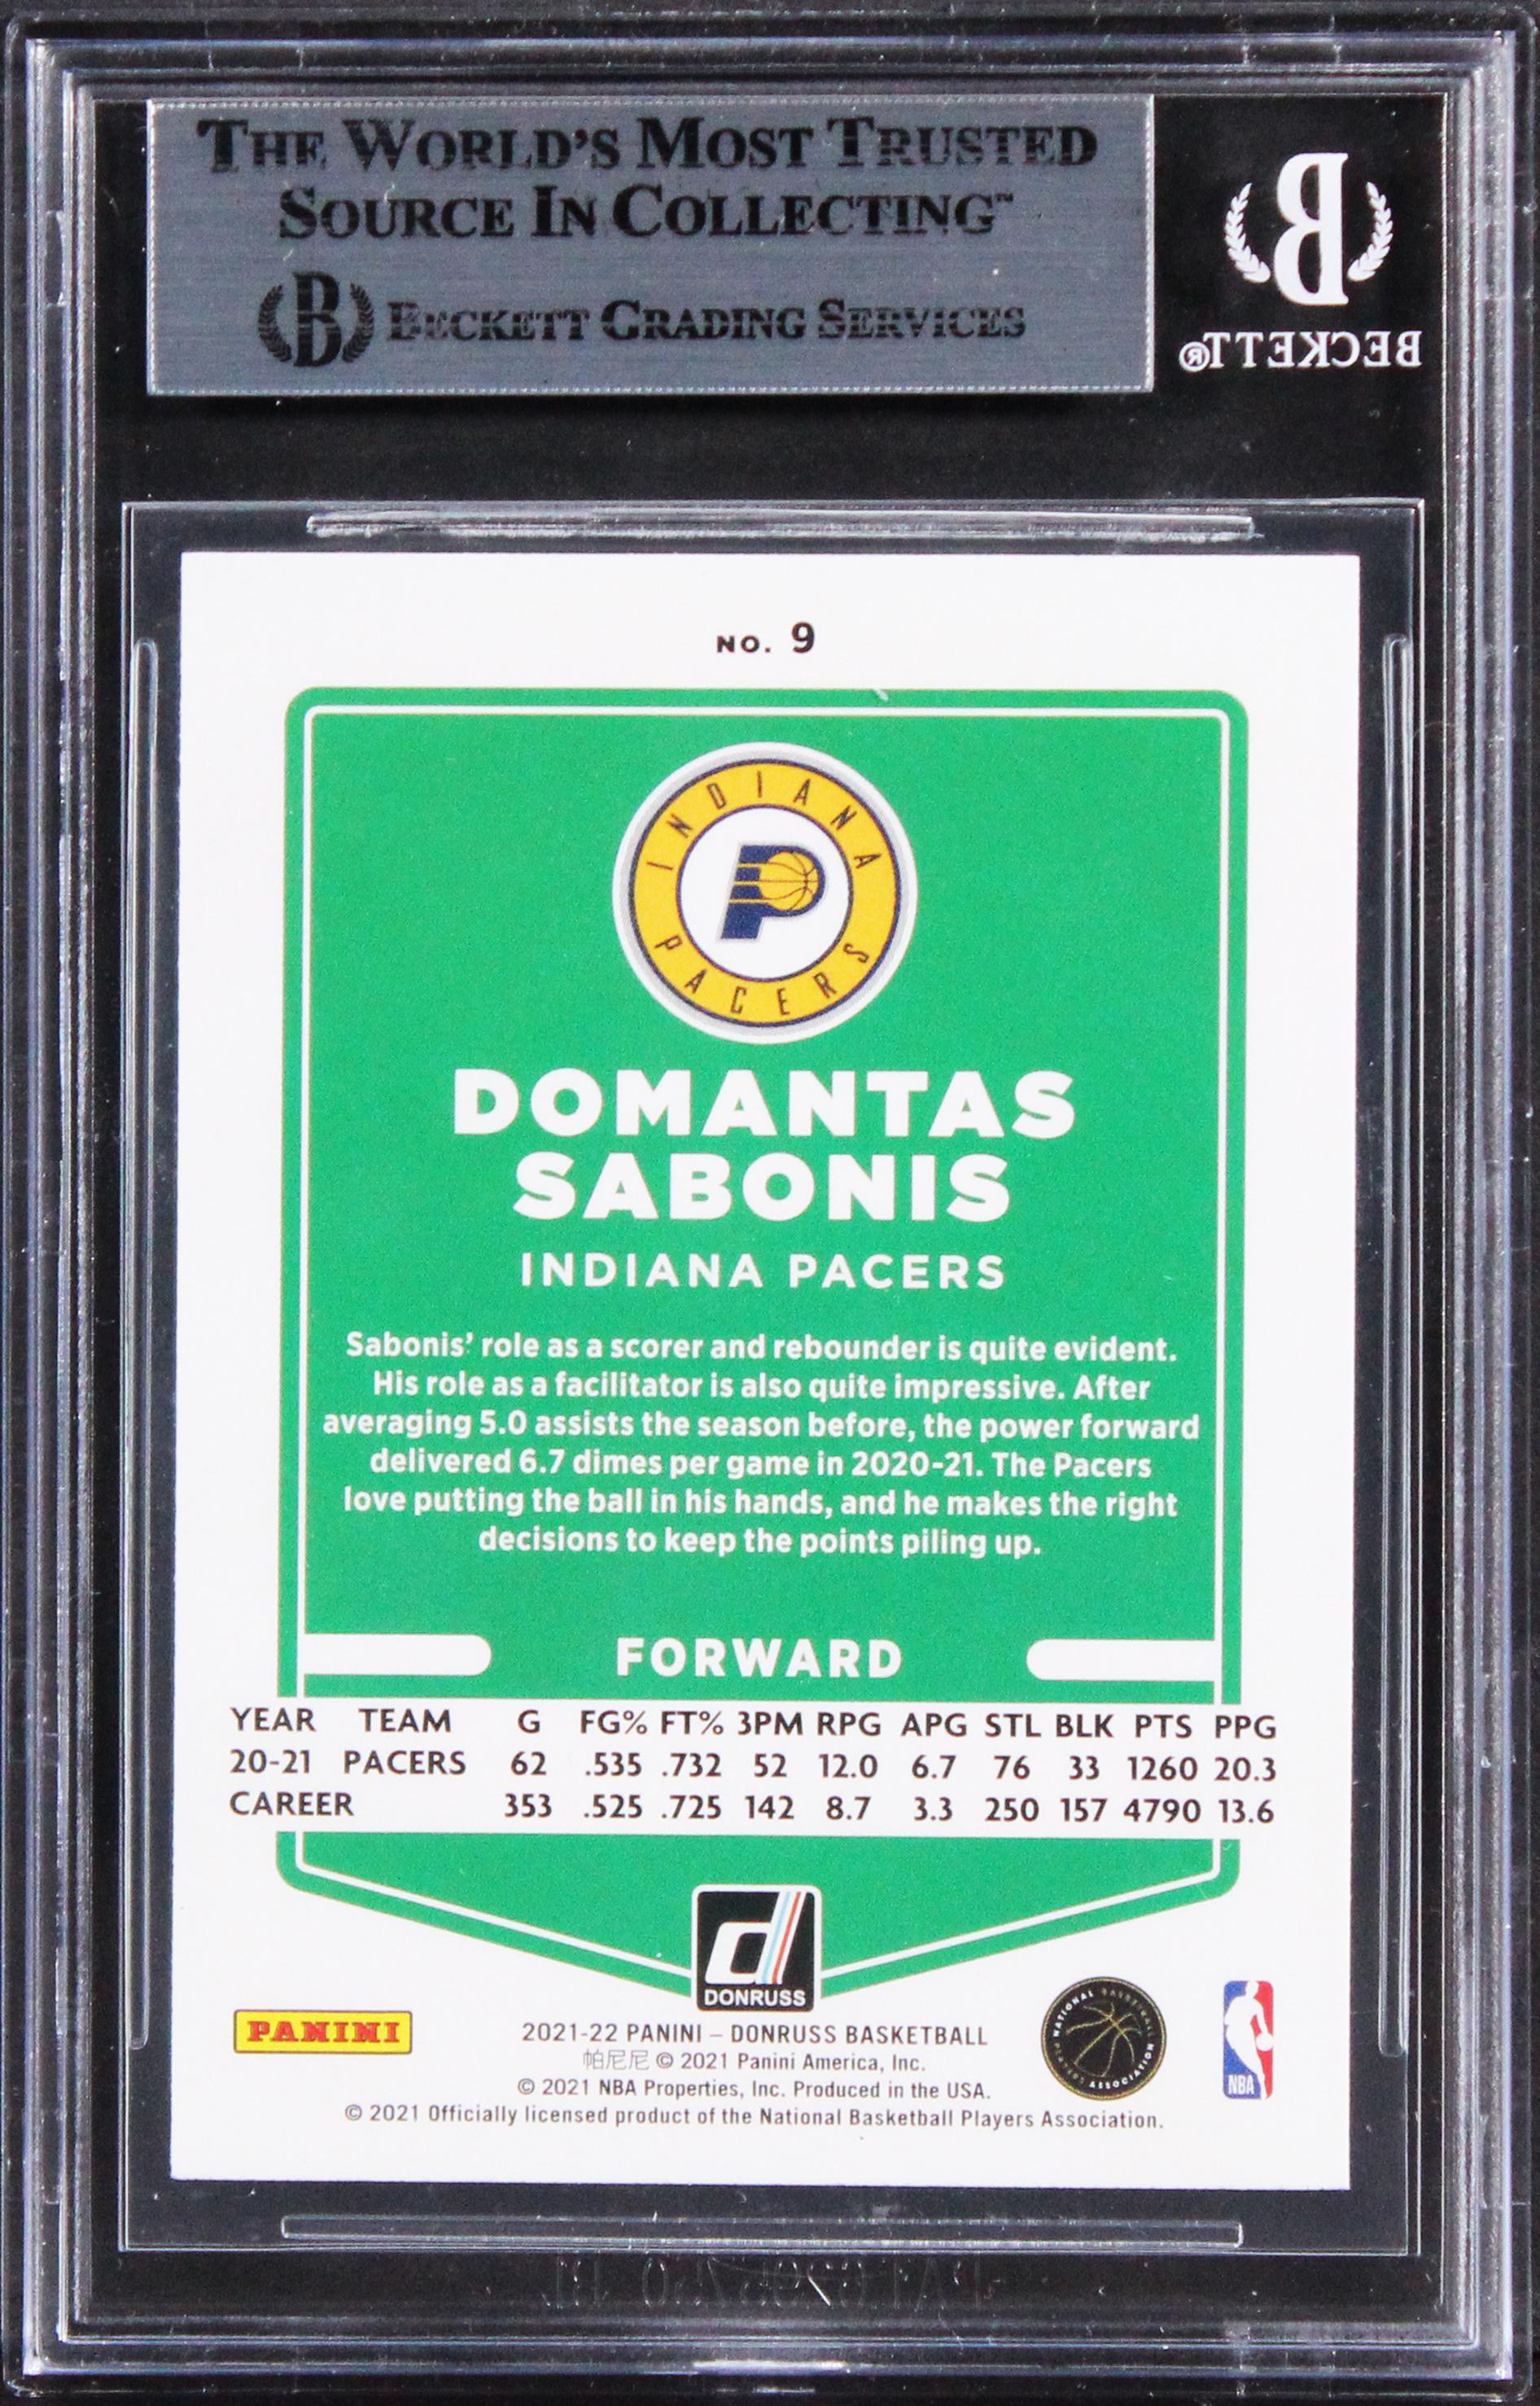 THE WORLD'S MOST TRUSTED
SOURCE IN COLLECTING™
B BECKETT GRADING SERVICES
B
BECKETT®
NO. 9
INDIANA
P
PACERS
DOMANTAS
SABONIS
INDIANA PACERS
Sabonis' role as a scorer and rebounder is quite evident.
His role as a facilitator is also quite impressive. After
averaging 5.0 assists the season before, the power forward
delivered 6.7 dimes per game in 2020-21. The Pacers
love putting the ball in his hands, and he makes the right
decisions to keep the points piling up.
FORWARD
YEAR TEAM G FG% FT% 3PM RPG APG STL BLK PTS PPG
20-21 PACERS 62 .535 .732 52 12.0 6.7 76 33 1260 20.3
CAREER 353 .525 .725 142 8.7 3.3 250 157 4790 13.6
d
DONRUSS
PANINI
2021-22 PANINI – DONRUSS BASKETBALL
帕尼尼 © 2021 Panini America, Inc.
© 2021 NBA Properties, Inc. Produced in the USA.
© 2021 Officially licensed product of the National Basketball Players Association.
NATIONAL BASKETBALL PLAYERS ASSOCIATION
NBA